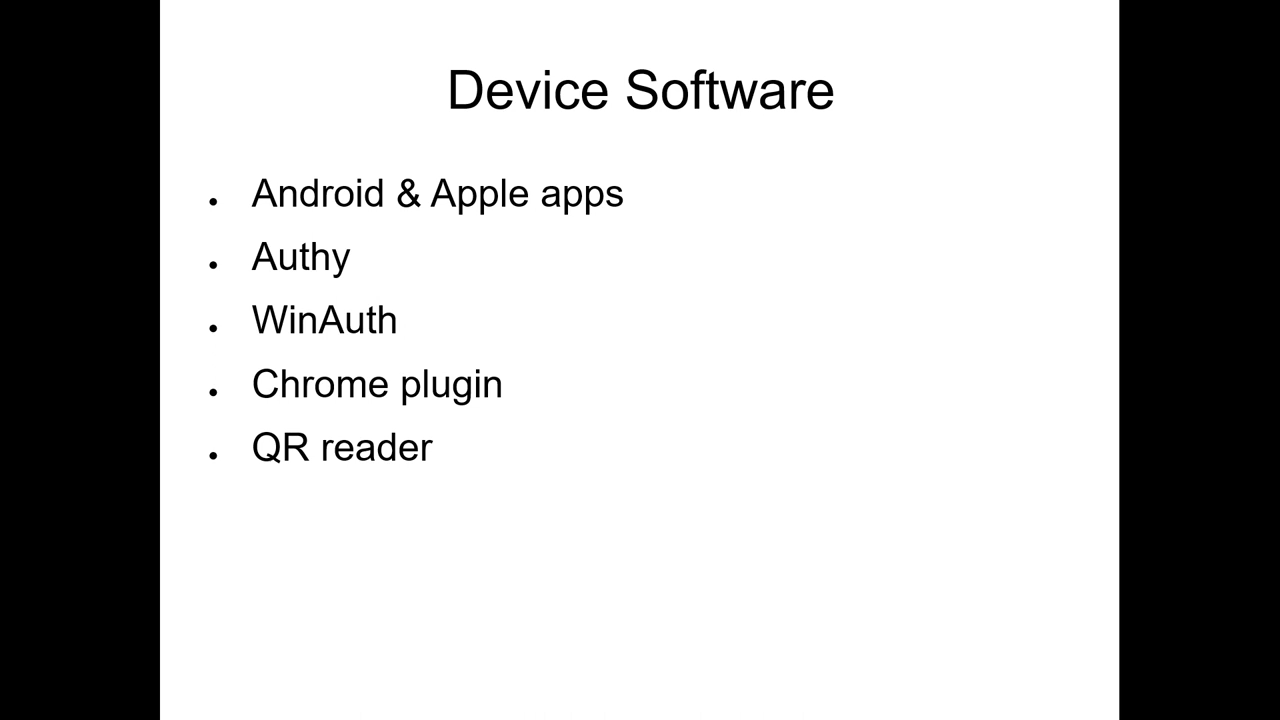 Device Software
● Android & Apple apps
● Authy
● WinAuth
● Chrome plugin
● QR reader